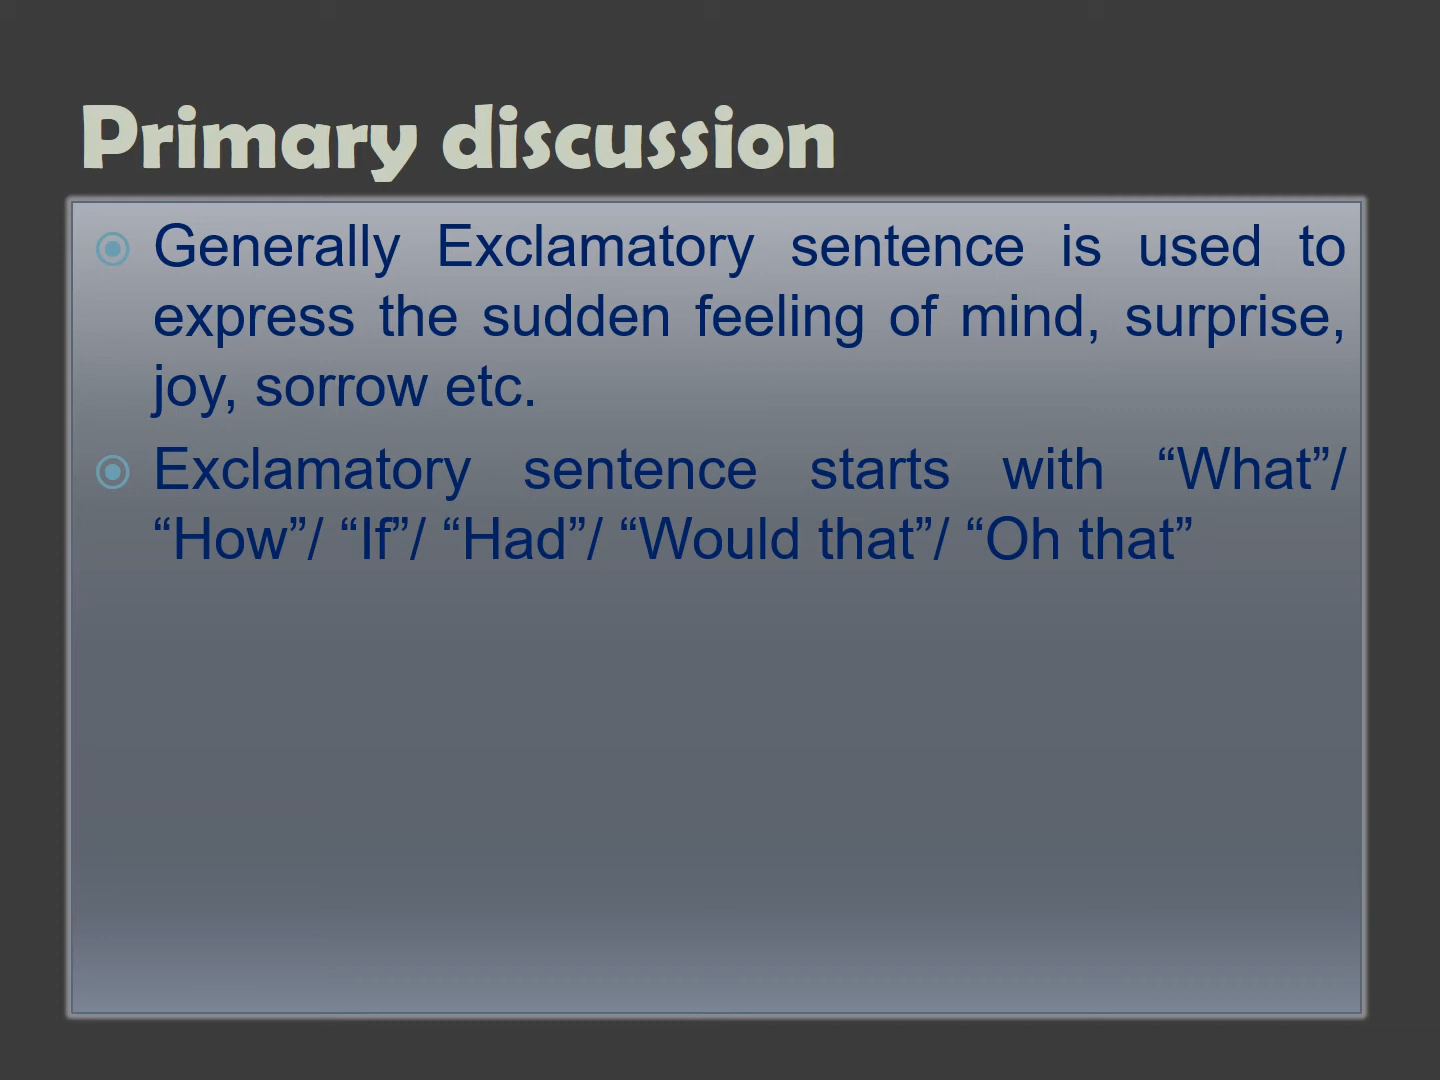 Primary discussion
Generally Exclamatory sentence is used to
express the sudden feeling of mind, surprise,
joy, sorrow etc.
Exclamatory sentence starts with “What”/
“How”/ “If”/ “Had”/ “Would that”/ “Oh that”